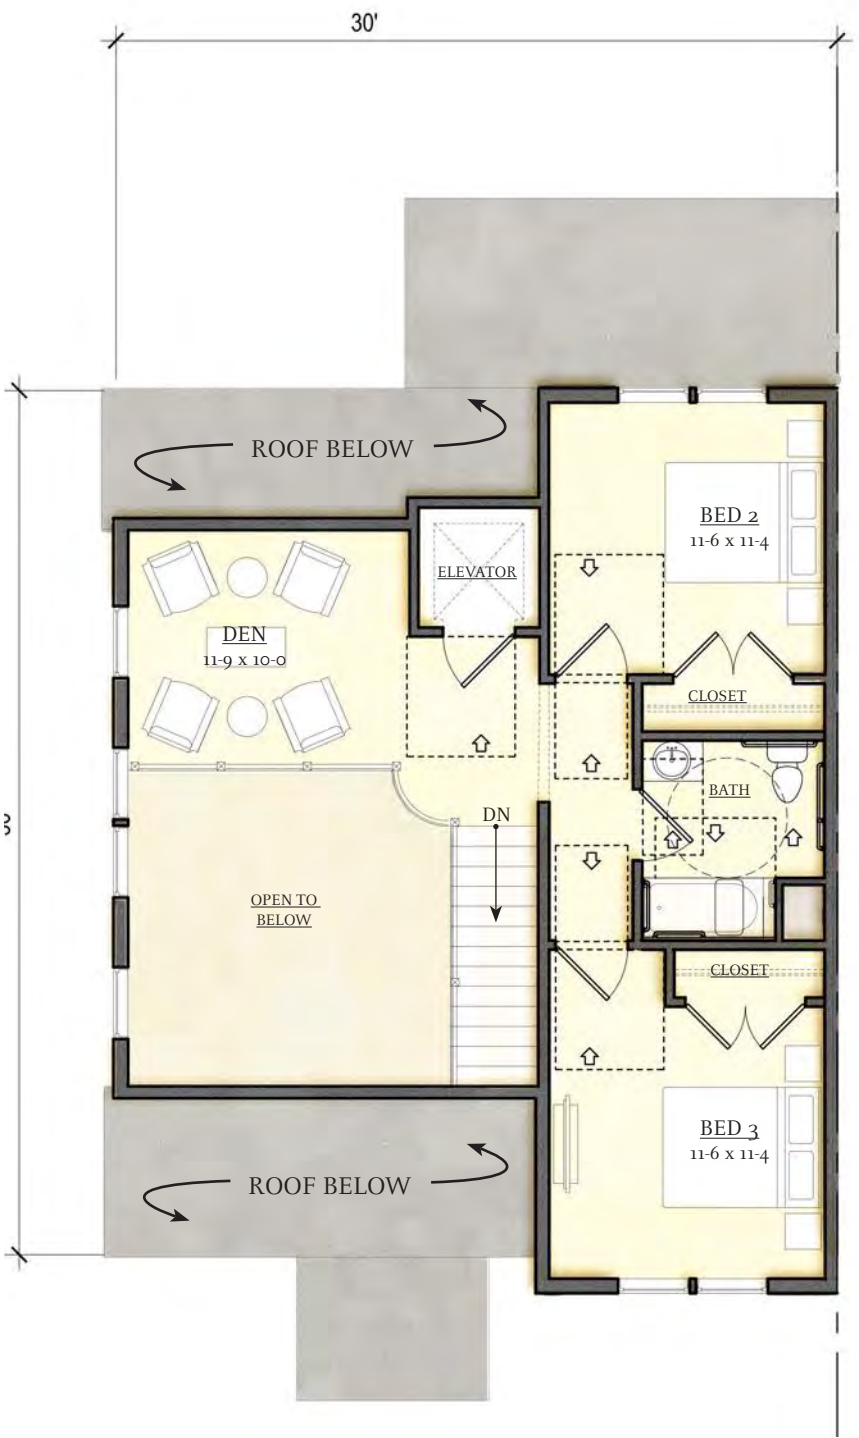 30'
ROOF BELOW
BED 2
11-6 x 11-4
ELEVATOR
DEN
11-9 x 10-0
CLOSET
BATH
DN
OPEN TO
BELOW
CLOSET
BED 3
11-6 x 11-4
ROOF BELOW